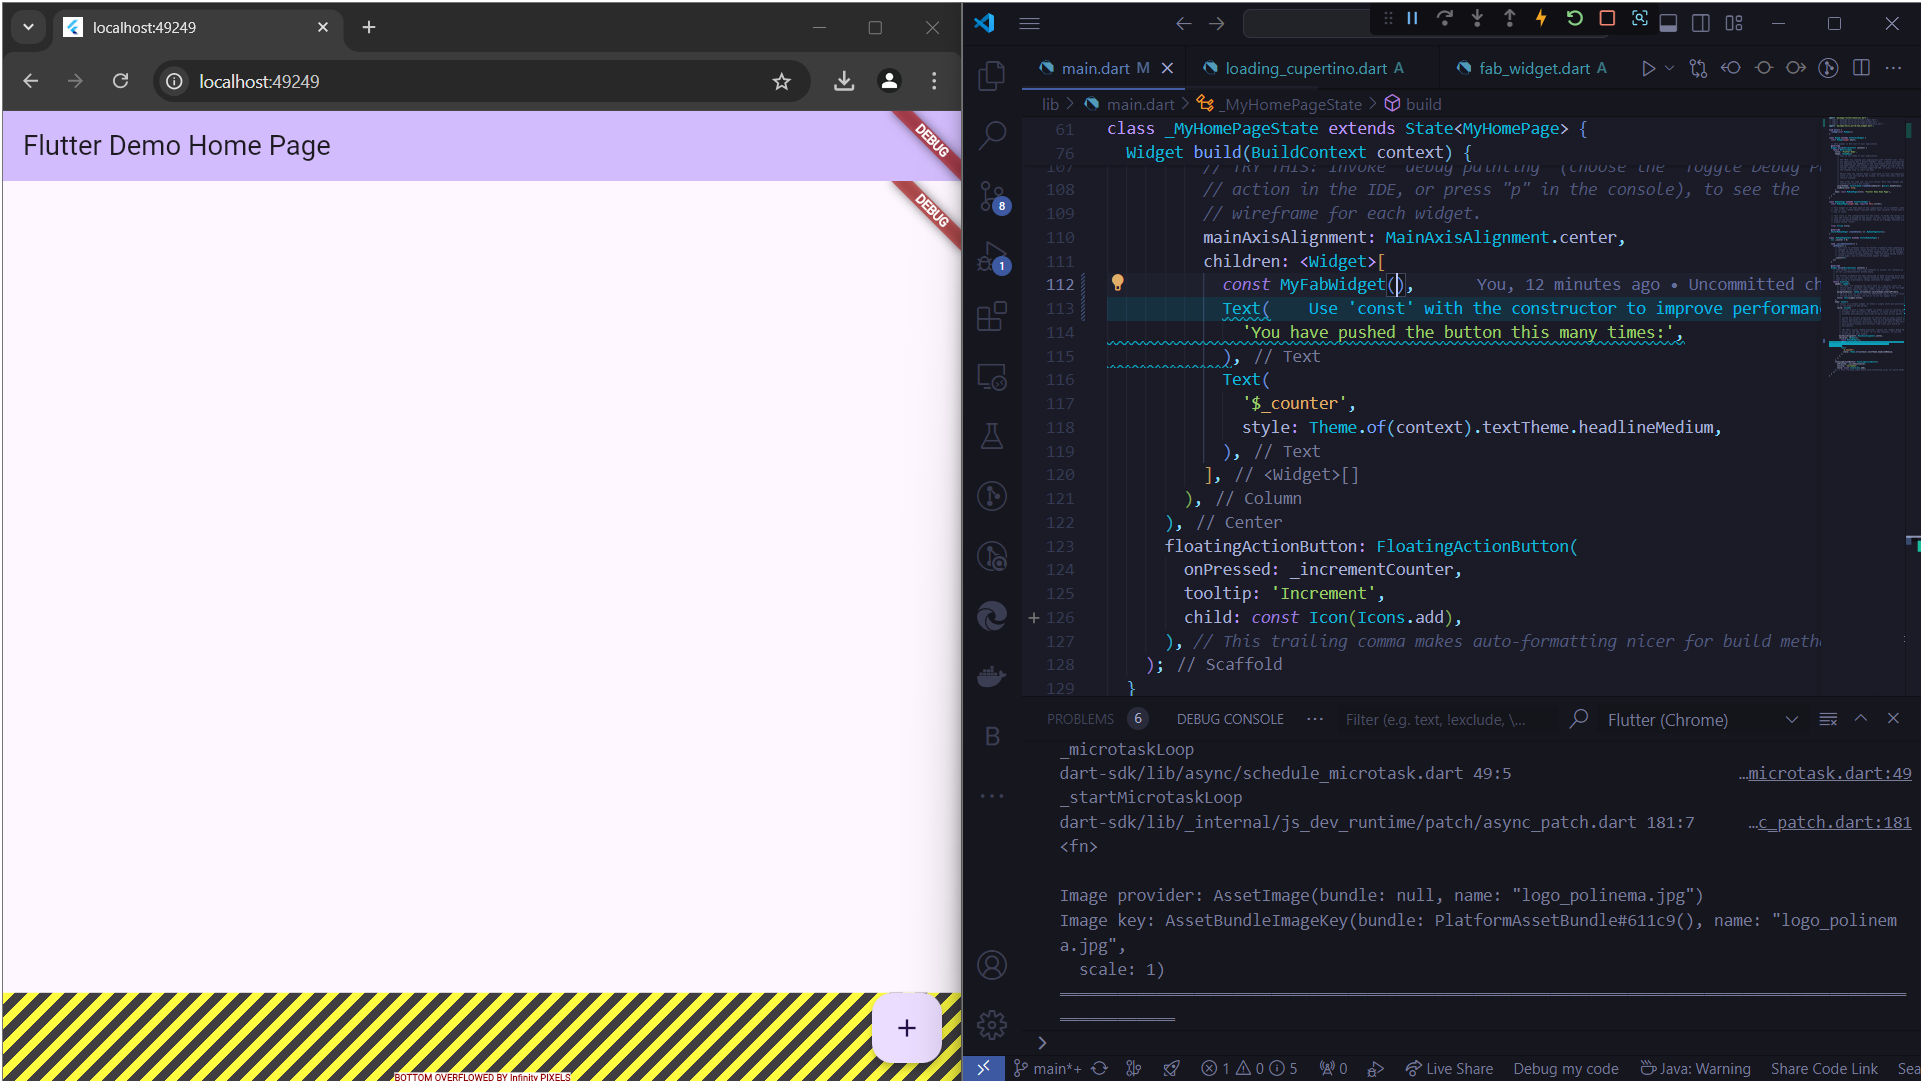 localhost:49249
localhost:49249
Flutter Demo Home Page
DEBUG
DEBUG
BOTTOM OVERFLOWED BY Infinity PIXELS
main.dart M
loading_cupertino.dart A
fab_widget.dart A
lib > main.dart > _MyHomePageState > build
61 class _MyHomePageState extends State<MyHomePage> {
76 Widget build(BuildContext context) {
107 // TRY THIS: Invoke "debug painting" (choose the "Toggle Debug P
108 // action in the IDE, or press "p" in the console), to see the
109 // wireframe for each widget.
110 mainAxisAlignment: MainAxisAlignment.center,
111 children: <Widget>[
112 const MyFabWidget(), You, 12 minutes ago • Uncommitted ch
113 Text( Use 'const' with the constructor to improve performan
114 'You have pushed the button this many times:',
115 ), // Text
116 Text(
117 '$_counter',
118 style: Theme.of(context).textTheme.headlineMedium,
119 ), // Text
120 ], // <Widget>[]
121 ), // Column
122 ), // Center
123 floatingActionButton: FloatingActionButton(
124 onPressed: _incrementCounter,
125 tooltip: 'Increment',
126 child: const Icon(Icons.add),
127 ), // This trailing comma makes auto-formatting nicer for build meth
128 ); // Scaffold
129 }
8
1
B
PROBLEMS 6 DEBUG CONSOLE ··· Filter (e.g. text, !exclude, \... Flutter (Chrome)
_microtaskLoop
dart-sdk/lib/async/schedule_microtask.dart 49:5 …microtask.dart:49
_startMicrotaskLoop
dart-sdk/lib/_internal/js_dev_runtime/patch/async_patch.dart 181:7 …c_patch.dart:181
<fn>
Image provider: AssetImage(bundle: null, name: "logo_polinema.jpg")
Image key: AssetBundleImageKey(bundle: PlatformAssetBundle#611c9(), name: "logo_polinem
a.jpg",
scale: 1)
main*+ 1 0 5 0 Live Share Debug my code Java: Warning Share Code Link Sea